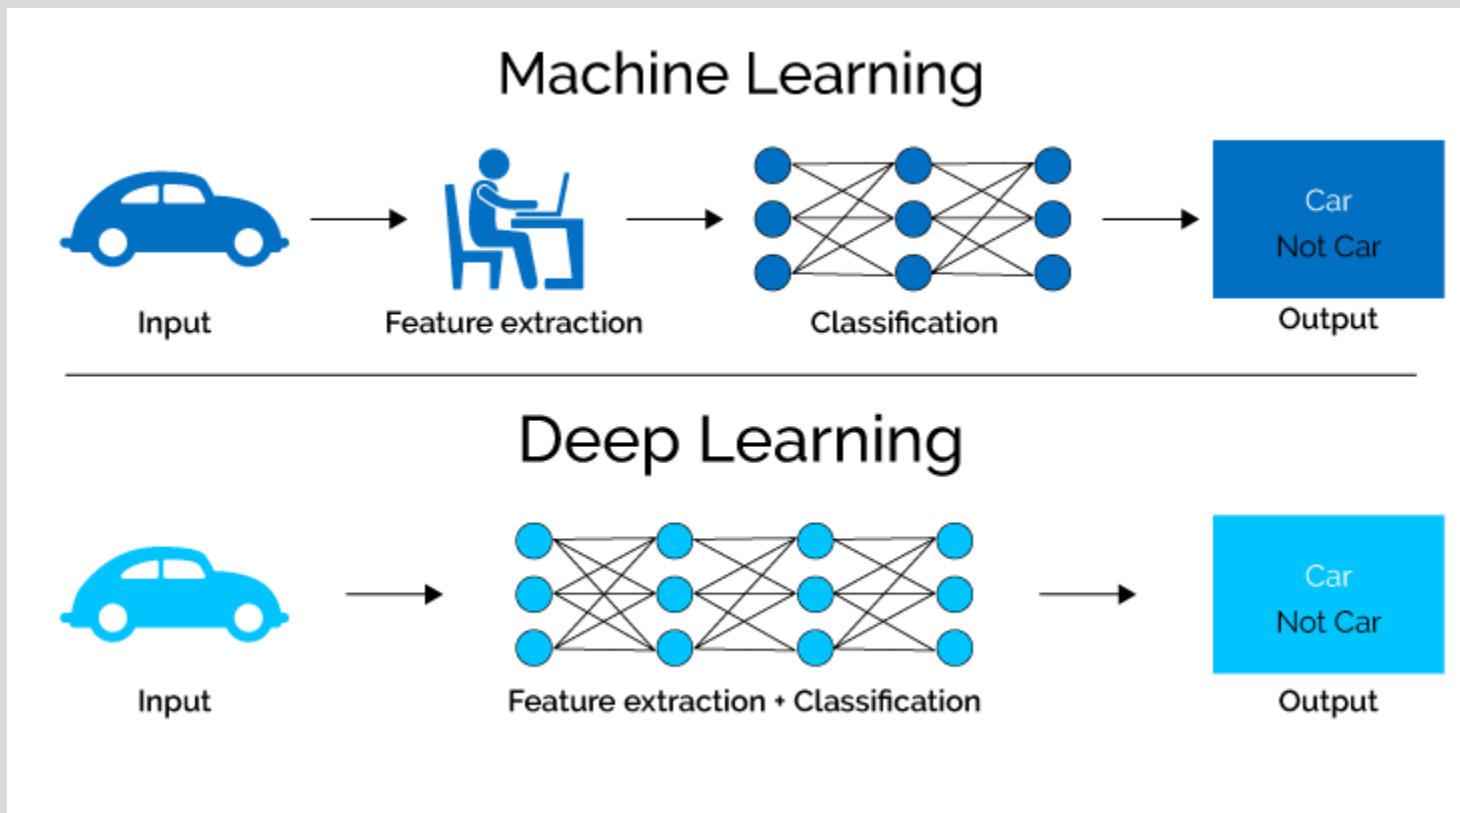 Machine Learning
Car
Not Car
Input
Feature extraction
Classification
Output
Deep Learning
Car
Not Car
Input
Feature extraction + Classification
Output